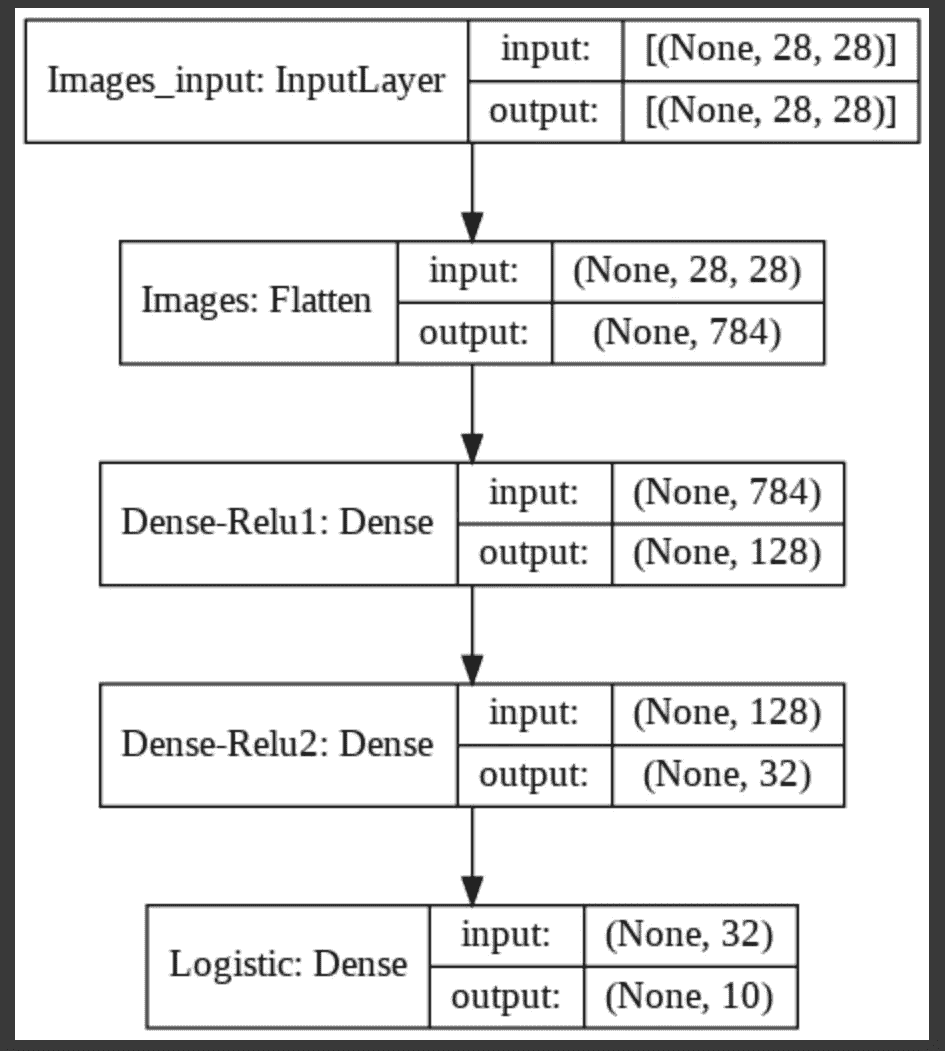 Images_input: InputLayer
input:
[(None, 28, 28)]
output:
[(None, 28, 28)]
Images: Flatten
input:
(None, 28, 28)
output:
(None, 784)
Dense-Relu1: Dense
input:
(None, 784)
output:
(None, 128)
Dense-Relu2: Dense
input:
(None, 128)
output:
(None, 32)
Logistic: Dense
input:
(None, 32)
output:
(None, 10)